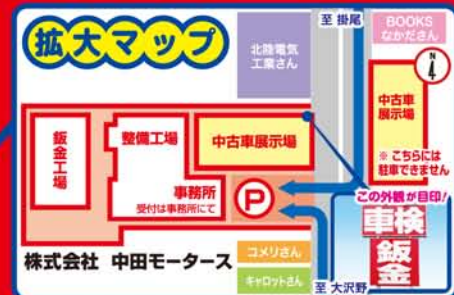 拡大マップ
北陸電気
工業さん
至 掛尾
BOOKS
なかださん
N
中古車
展示場
※ こちらには
駐車できません
鈑金工場
整備工場
中古車展示場
事務所
受付は事務所にて
P
この外観が目印!
車検
鈑金
株式会社 中田モータース
コメリさん
キャロットさん
至 大沢野